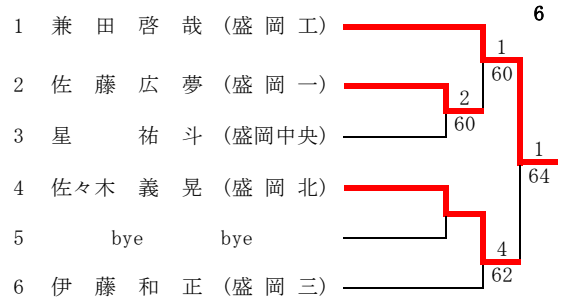 6
1 兼田啓哉 (盛岡工)
1
60
2 佐藤広夢 (盛岡一)
2
60
3 星祐斗 (盛岡中央)
1
64
4 佐々木義晃 (盛岡北)
5 bye bye
4
62
6 伊藤和正 (盛岡三)